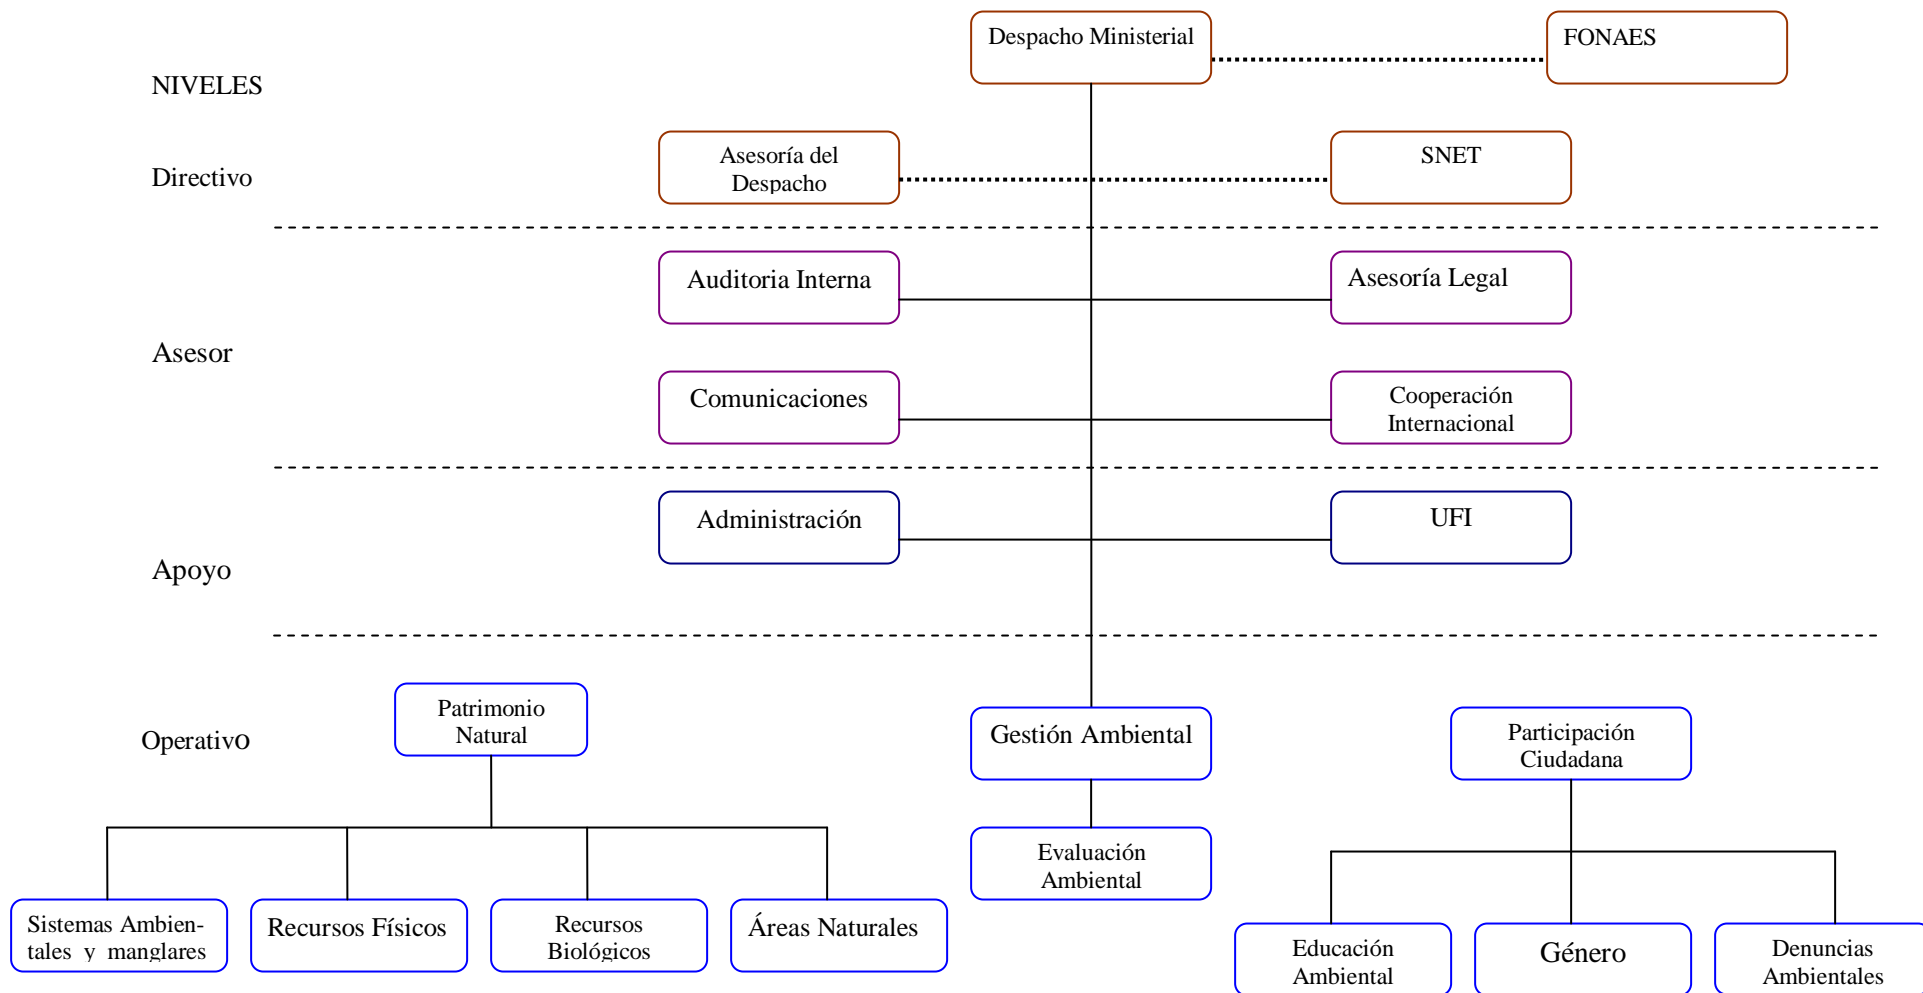 Despacho Ministerial
FONAES
NIVELES
Directivo
Asesoría del
Despacho
SNET
Auditoria Interna
Asesoría Legal
Asesor
Comunicaciones
Cooperación
Internacional
Administración
UFI
Apoyo
Operativo
Patrimonio
Natural
Gestión Ambiental
Participación
Ciudadana
Evaluación
Ambiental
Sistemas Ambien-
tales y manglares
Recursos Físicos
Recursos
Biológicos
Áreas Naturales
Educación
Ambiental
Género
Denuncias
Ambientales